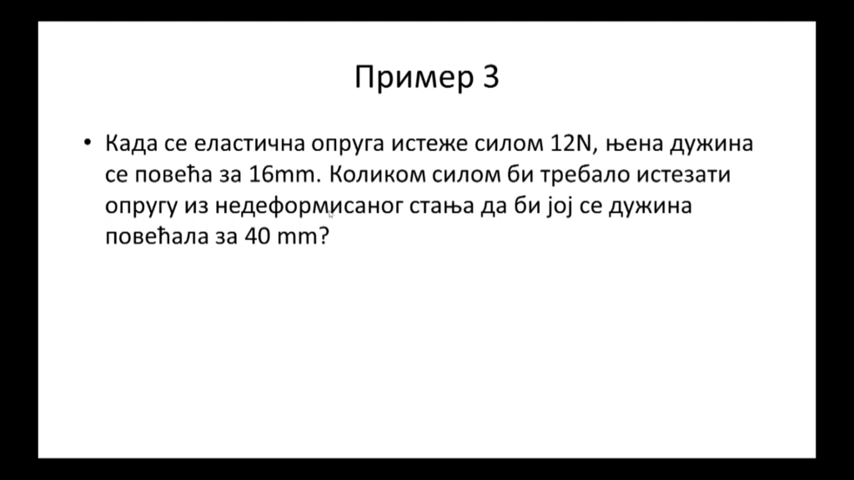 Пример 3
• Када се еластична опруга истеже силом 12N, њена дужина
се повећа за 16mm. Коликом силом би требало истезати
опругу из недеформисаног стања да би јој се дужина
повећала за 40 mm?